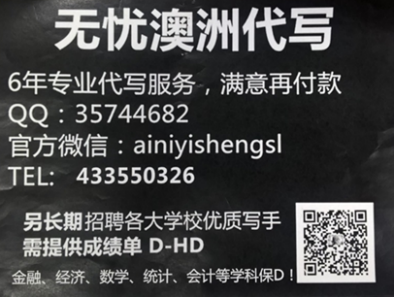 无忧澳洲代写
6年专业代写服务，满意再付款
QQ：35744682
官方微信：ainiyishengsl
TEL: 433550326
另长期招聘各大学校优质写手
需提供成绩单 D-HD
金融、经济、数学、统计、会计等学科保D！